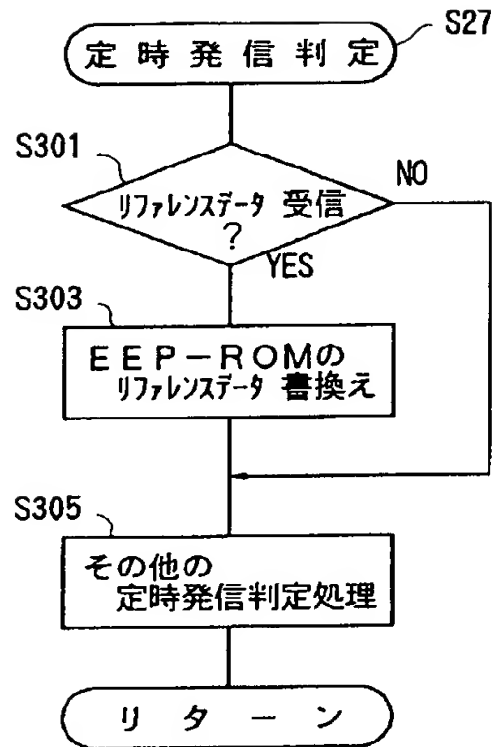 S27
定時発信判定
S301
リファレンスデータ 受信
?
NO
YES
S303
EEP-ROMの
リファレンスデータ 書換え
S305
その他の
定時発信判定処理
リターン